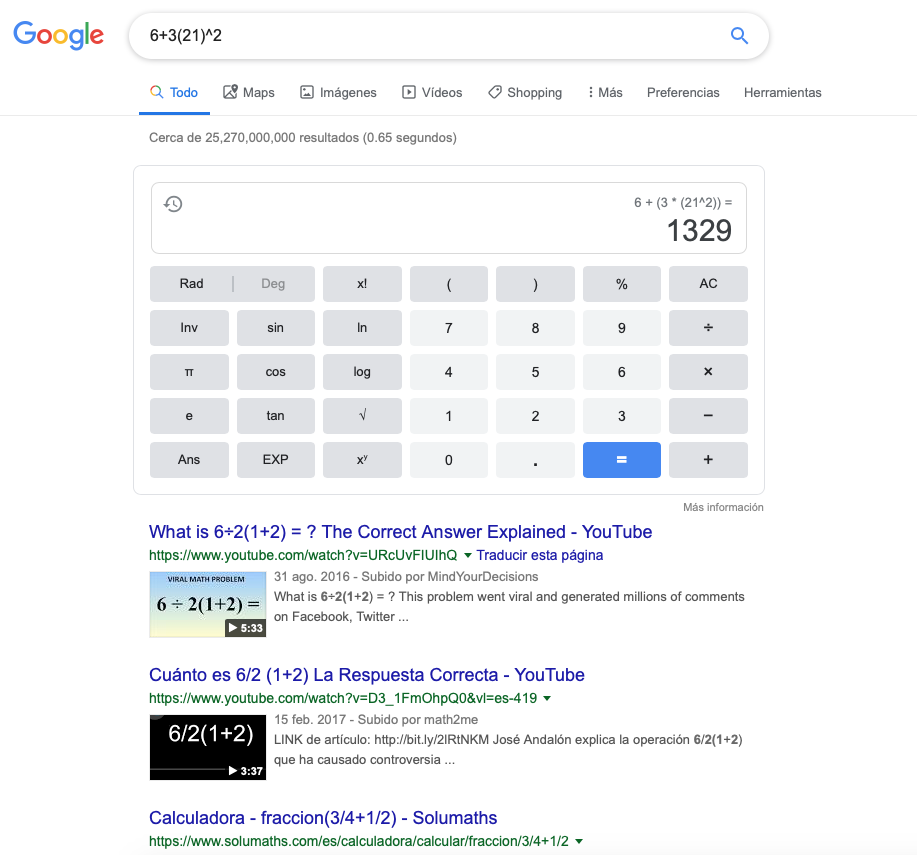 Google
6+3(21)^2
Todo Maps Imágenes Vídeos Shopping Más Preferencias Herramientas
Cerca de 25,270,000,000 resultados (0.65 segundos)
6 + (3 * (21^2)) =
1329
Rad Deg x! ( ) % AC
Inv sin ln 7 8 9 ÷
π cos log 4 5 6 ×
e tan √ 1 2 3 −
Ans EXP xʸ 0 . = +
Más información
What is 6÷2(1+2) = ? The Correct Answer Explained - YouTube
https://www.youtube.com/watch?v=URcUvFIUIhQ Traducir esta página
VIRAL MATH PROBLEM
6 ÷ 2(1+2) =
5:33
31 ago. 2016 - Subido por MindYourDecisions
What is 6÷2(1+2) = ? This problem went viral and generated millions of comments
on Facebook, Twitter ...
Cuánto es 6/2 (1+2) La Respuesta Correcta - YouTube
https://www.youtube.com/watch?v=D3_1FmOhpQ0&vl=es-419
6/2(1+2)
3:37
15 feb. 2017 - Subido por math2me
LINK de artículo: http://bit.ly/2lRtNKM José Andalón explica la operación 6/2(1+2)
que ha causado controversia ...
Calculadora - fraccion(3/4+1/2) - Solumaths
https://www.solumaths.com/es/calculadora/calcular/fraccion/3/4+1/2